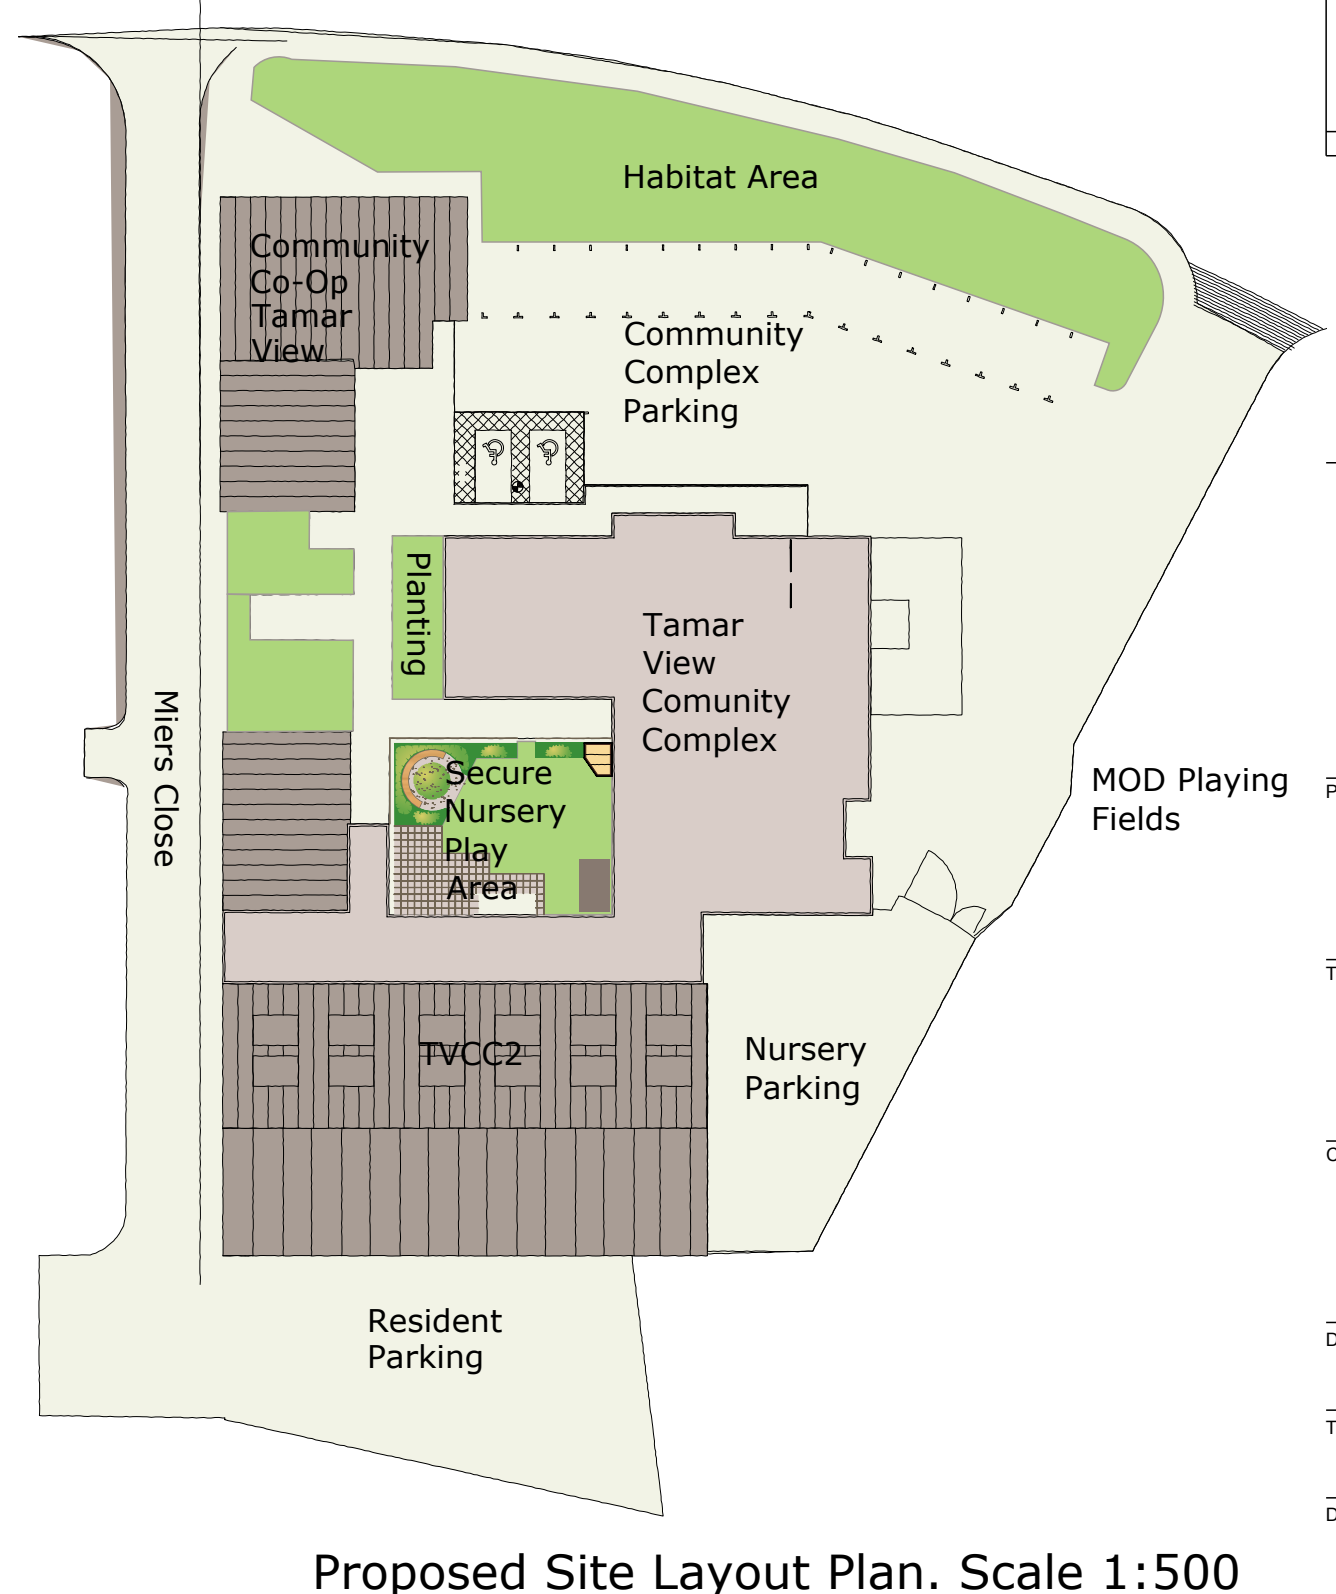 Habitat Area
Community
Co-Op
Tamar
View
Community
Complex
Parking
Planting
Tamar
View
Comunity
Complex
Miers Close
Secure
Nursery
Play
Area
MOD Playing
Fields
TVCC2
Nursery
Parking
Resident
Parking
Proposed Site Layout Plan. Scale 1:500